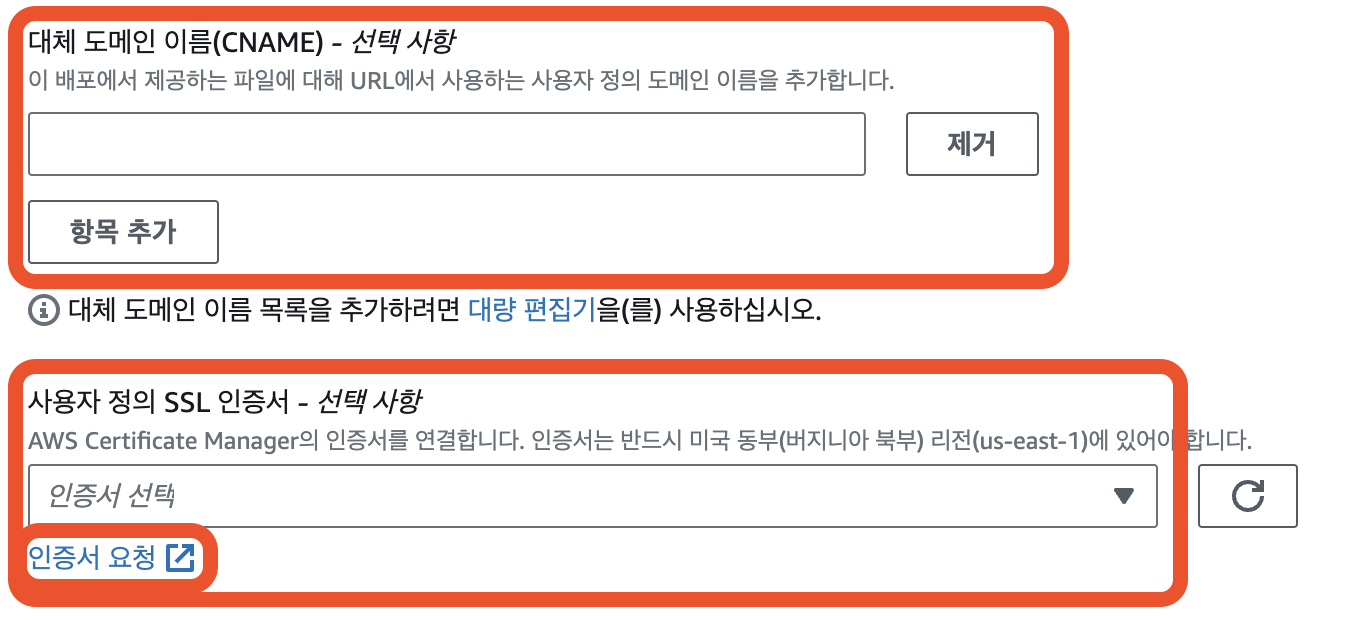 대체 도메인 이름(CNAME) - 선택 사항
이 배포에서 제공하는 파일에 대해 URL에서 사용하는 사용자 정의 도메인 이름을 추가합니다.
제거
항목 추가
대체 도메인 이름 목록을 추가하려면 대량 편집기을(를) 사용하십시오.
사용자 정의 SSL 인증서 - 선택 사항
AWS Certificate Manager의 인증서를 연결합니다. 인증서는 반드시 미국 동부(버지니아 북부) 리전(us-east-1)에 있어야 합니다.
인증서 선택
인증서 요청